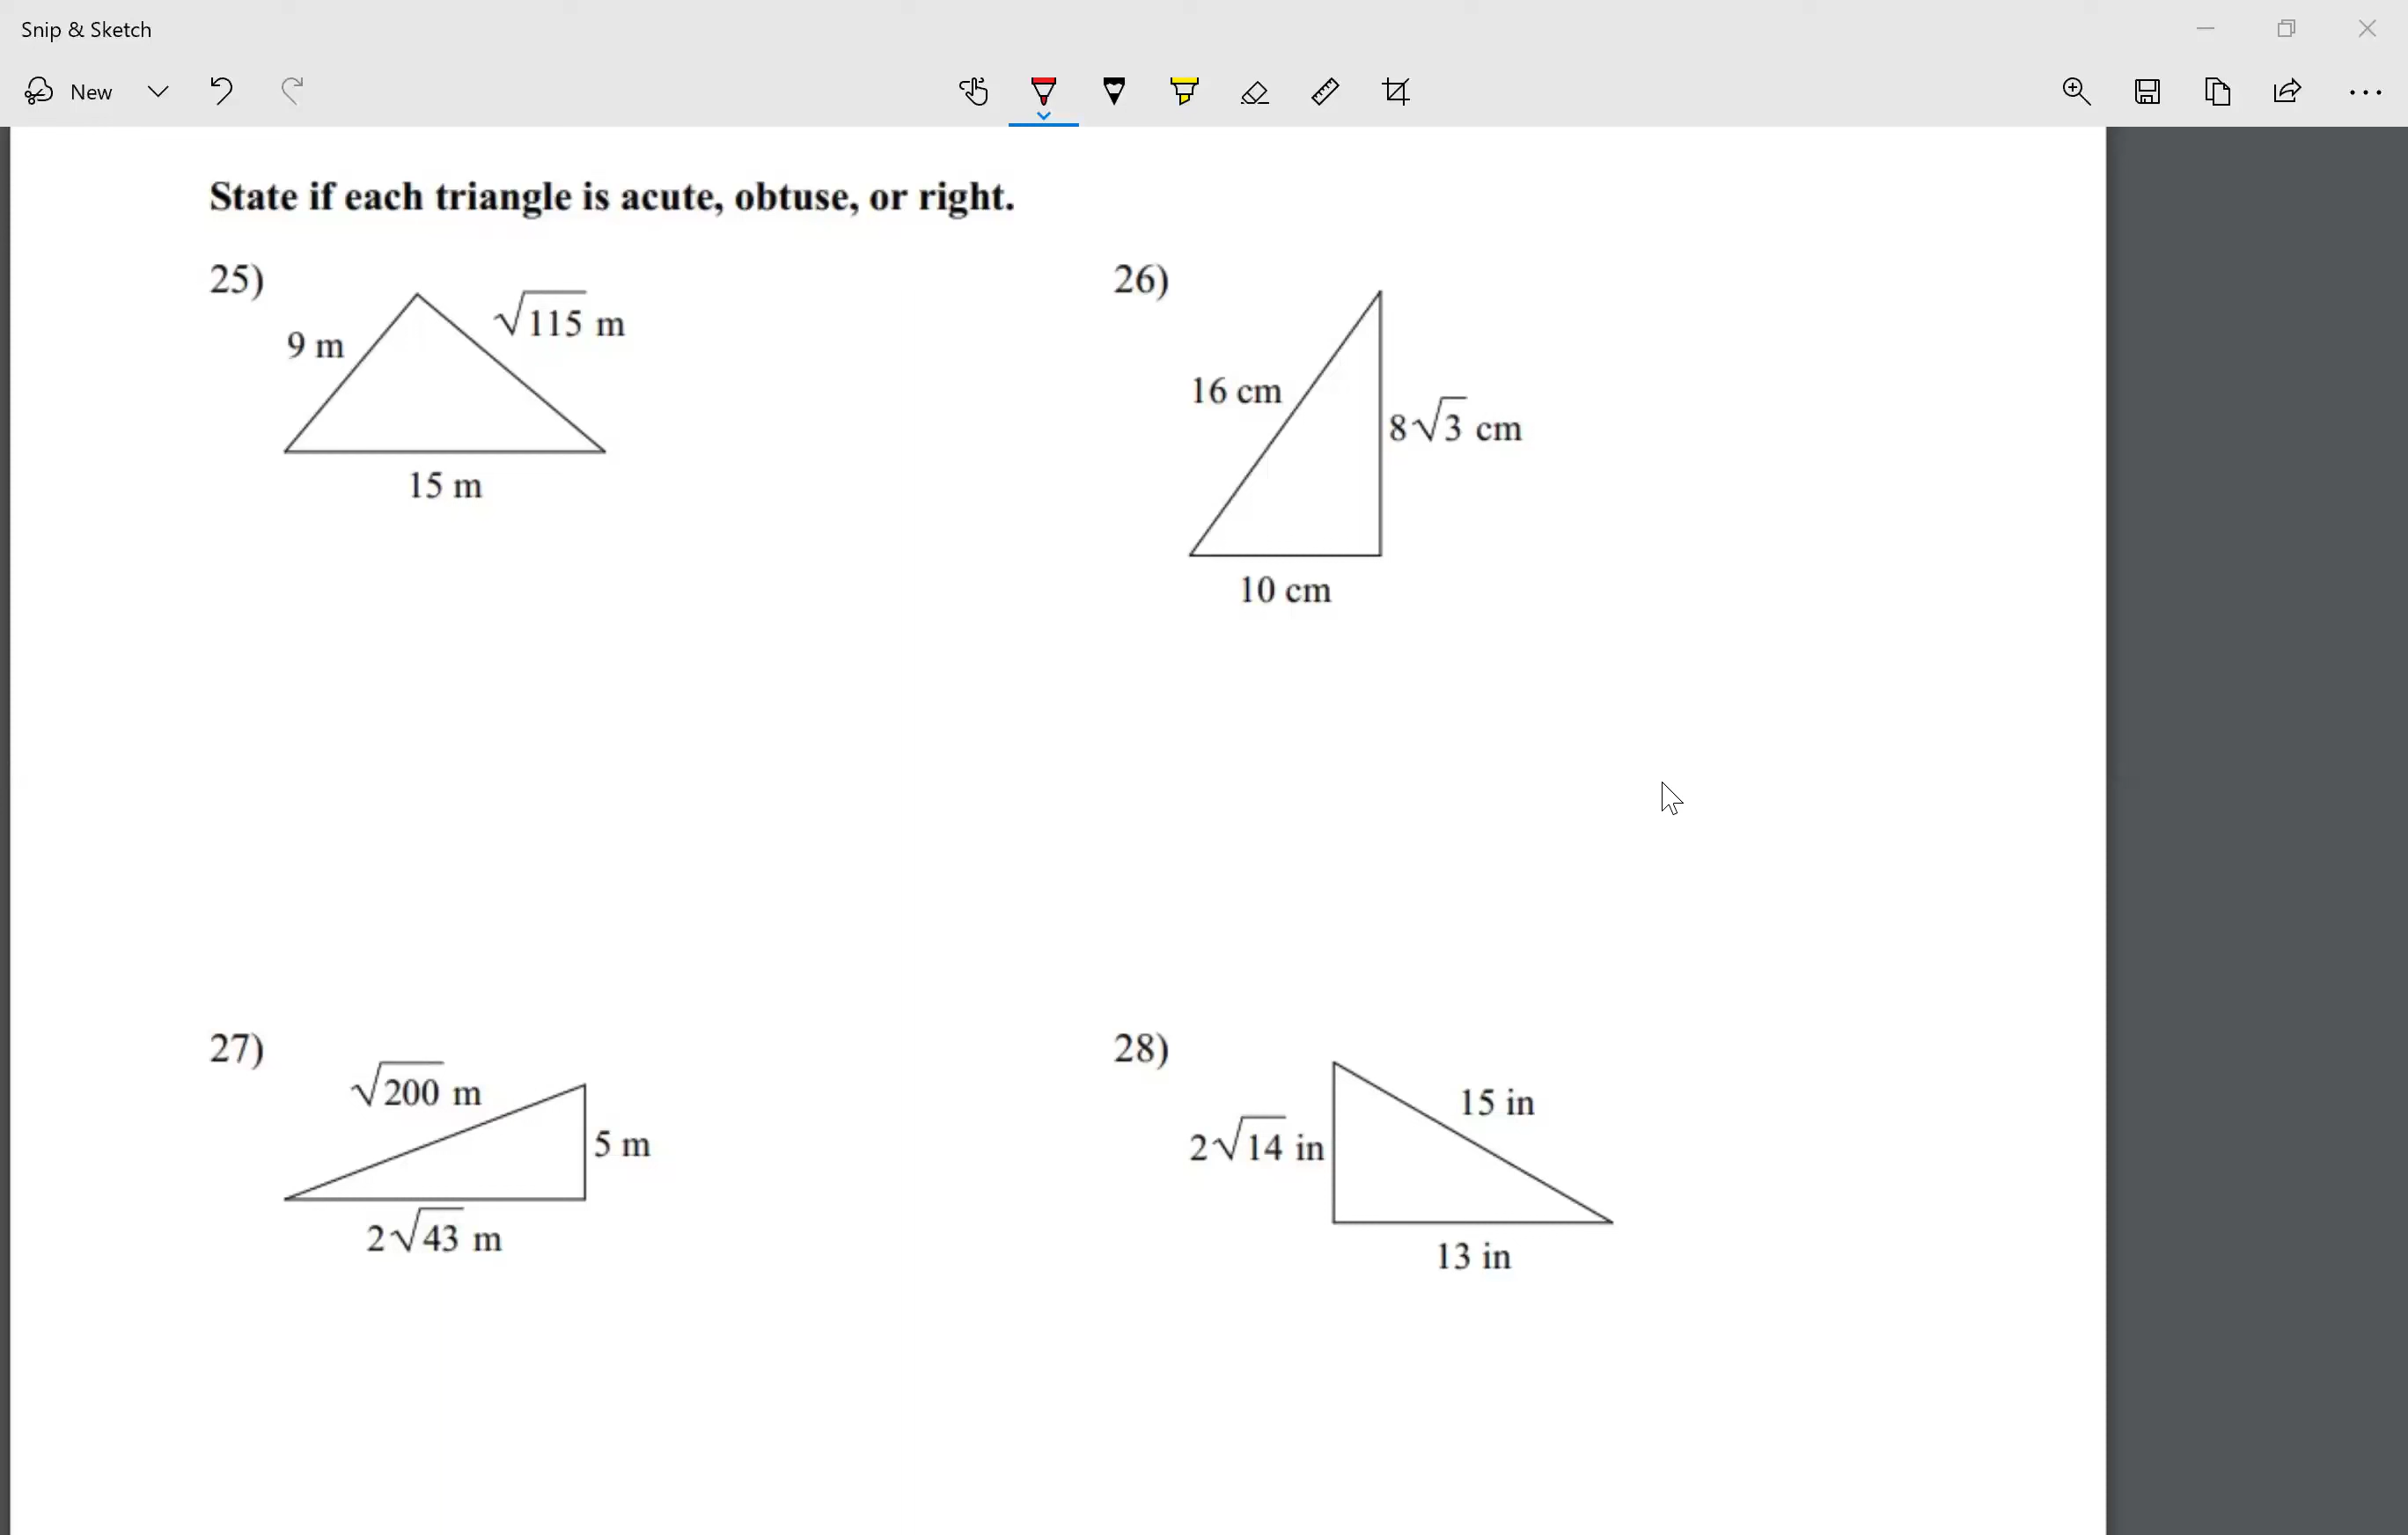 Snip & Sketch
New
State if each triangle is acute, obtuse, or right.
25)
9 m
√115 m
15 m
26)
16 cm
8√3 cm
10 cm
27)
√200 m
5 m
2√43 m
28)
15 in
2√14 in
13 in